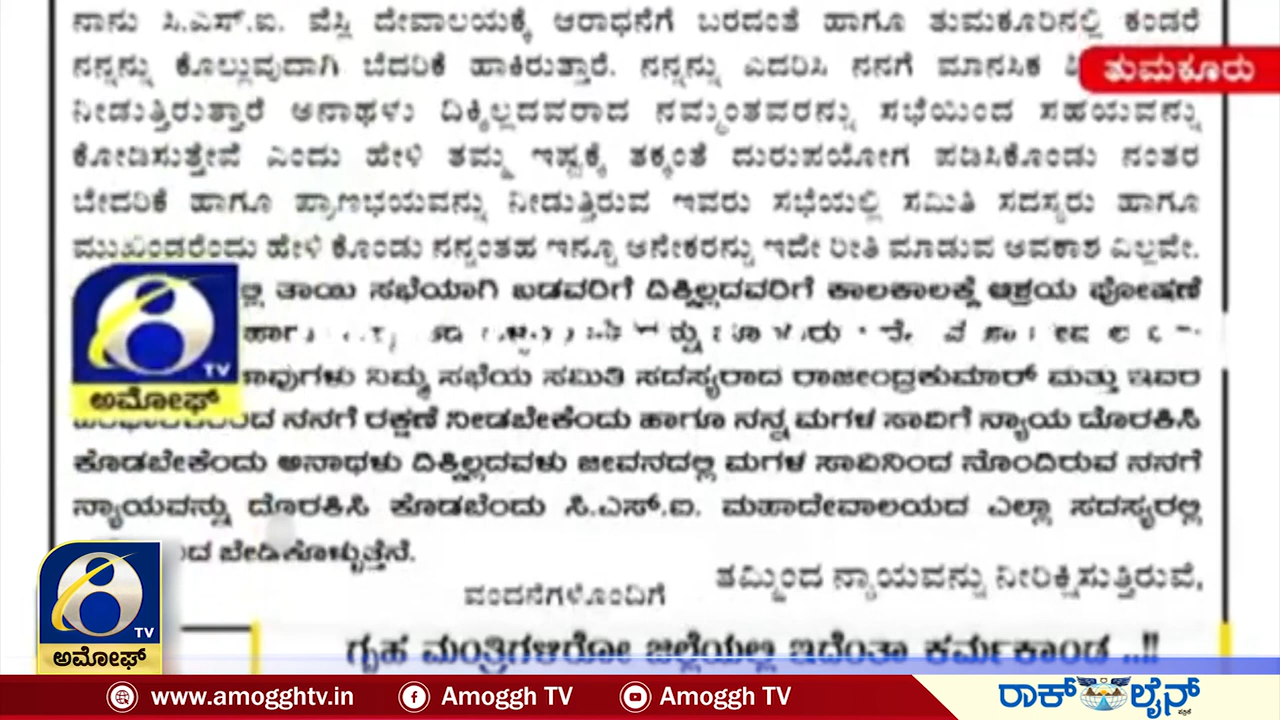 ನಾನು ಸಿ.ಎಸ್.ಐ. ವೆಸ್ಲಿ ದೇವಾಲಯಕ್ಕೆ ಆರಾಧನೆಗೆ ಬರದಂತೆ ಹಾಗೂ ತುಮಕೂರಿನಲ್ಲಿ ಕಂಡರೆ
ನನ್ನನ್ನು ಕೊಲ್ಲುವುದಾಗಿ ಬೆದರಿಕೆ ಹಾಕಿರುತ್ತಾರೆ. ನನ್ನನ್ನು ಎದರಿಸಿ ನನಗೆ ಮಾನಸಿಕ
ತುಮಕೂರು
ನೀಡುತ್ತಿರುತ್ತಾರೆ ಅನಾಥಳು ದಿಕ್ಕಿಲ್ಲದವರಾದ ನಮ್ಮಂತವರನ್ನು ಸಭೆಯಿಂದ ಸಹಯವನ್ನು
ಕೋಡಿಸುತ್ತೇವೆ ಎಂದು ಹೇಳಿ ತಮ್ಮ ಇಷ್ಟಕ್ಕೆ ತಕ್ಕಂತೆ ದುರುಪಯೋಗ ಪಡಿಸಿಕೊಂಡು ನಂತರ
ಬೇದರಿಕೆ ಹಾಗೂ ಪ್ರಾಣಭಯವನ್ನು ನೀಡುತ್ತಿರುವ ಇವರು ಸಭೆಯಲ್ಲಿ ಸಮಿತಿ ಸದಸ್ಯರು ಹಾಗೂ
ಮುಖಂಡರೆಂದು ಹೇಳಿ ಕೊಂಡು ನನ್ನಂತಹ ಇನ್ನೂ ಅನೇಕರನ್ನು ಇದೇ ರೀತಿ ಮಾಡುವ ಅವಕಾಶ ಎಲ್ಲವೇ.
ಲ್ಲಿ ತಾಯಿ ಸಭೆಯಾಗಿ ಬಡವರಿಗೆ ದಿಕ್ಕಿಲ್ಲದವರಿಗೆ ಕಾಲಕಾಲಕ್ಕೆ ಆಶ್ರಯ ಪೋಷಣೆ
ನಿಮ್ಮ ಸಭೆಯ ಸಮಿತಿ ಸದಸ್ಯರಾದ ರಾಜೇಂದ್ರಕುಮಾರ್ ಮತ್ತು ಇವರ
ನನಗೆ ರಕ್ಷಣೆ ನೀಡಬೇಕೆಂದು ಹಾಗೂ ನನ್ನ ಮಗಳ ಸಾವಿಗೆ ನ್ಯಾಯ ದೊರಕಿಸಿ
ಕೊಡಬೇಕೆಂದು ಅನಾಥಳು ದಿಕ್ಕಿಲ್ಲದವಳು ಜೀವನದಲ್ಲಿ ಮಗಳ ಸಾವಿನಿಂದ ನೊಂದಿರುವ ನನಗೆ
ನ್ಯಾಯವನ್ನು ದೊರಕಿಸಿ ಕೊಡಬೆಂದು ಸಿ.ಎಸ್.ಐ. ಮಹಾದೇವಾಲಯದ ಎಲ್ಲಾ ಸದಸ್ಯರಲ್ಲಿ
ಬೇಡಿಕೊಳ್ಳುತ್ತೆನೆ.
ತಮ್ಮಿಂದ ನ್ಯಾಯವನ್ನು ನೀರಿಕ್ಷಿಸುತ್ತಿರುವೆ,
ವಂದನೆಗಳೊಂದಿಗೆ
ಗೃಹ ಮಂತ್ರಿಗಳಿರೋ ಜಿಲ್ಲೆಯಲ್ಲಿ ಇದೆಂತಾ ಕರ್ಮಕಾಂಡ ..!!
TV
ಅಮೋಘ್
TV
ಅಮೋಘ್
www.amogghtv.in Amoggh TV Amoggh TV
ರಾಕ್ ಲೈನ್